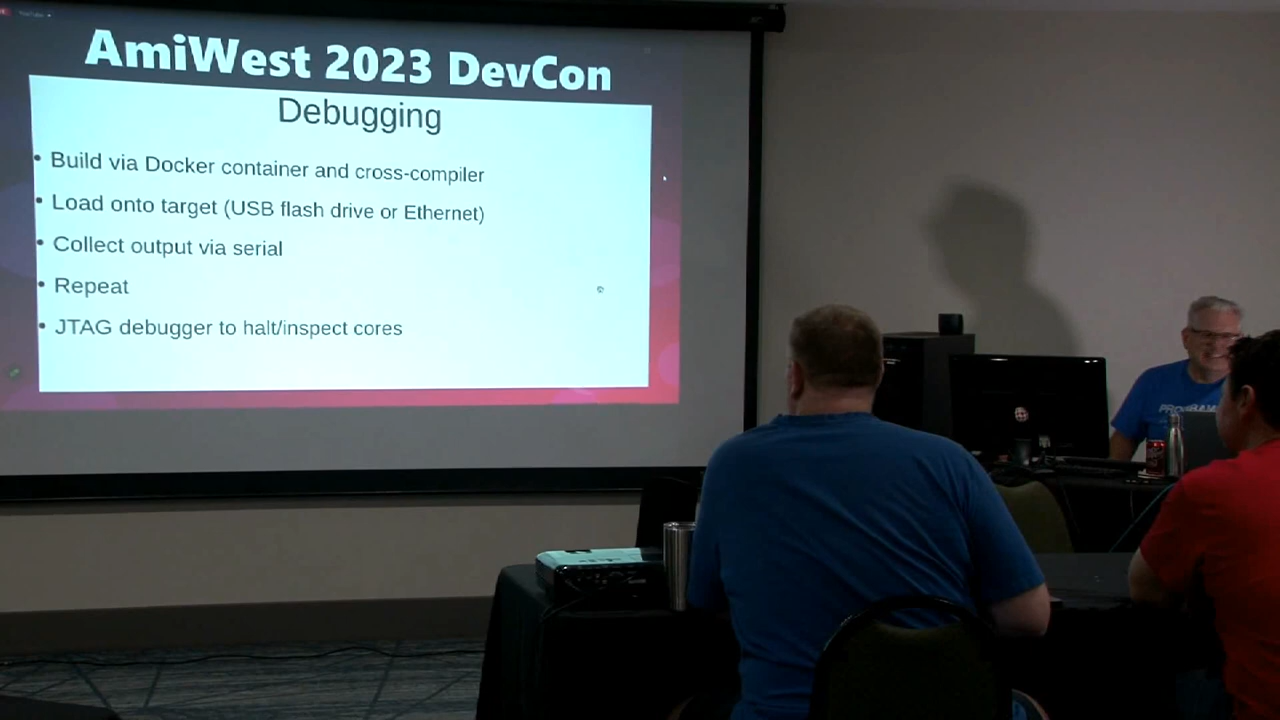 YouTube
AmiWest 2023 DevCon
Debugging
• Build via Docker container and cross-compiler
• Load onto target (USB flash drive or Ethernet)
• Collect output via serial
• Repeat
• JTAG debugger to halt/inspect cores